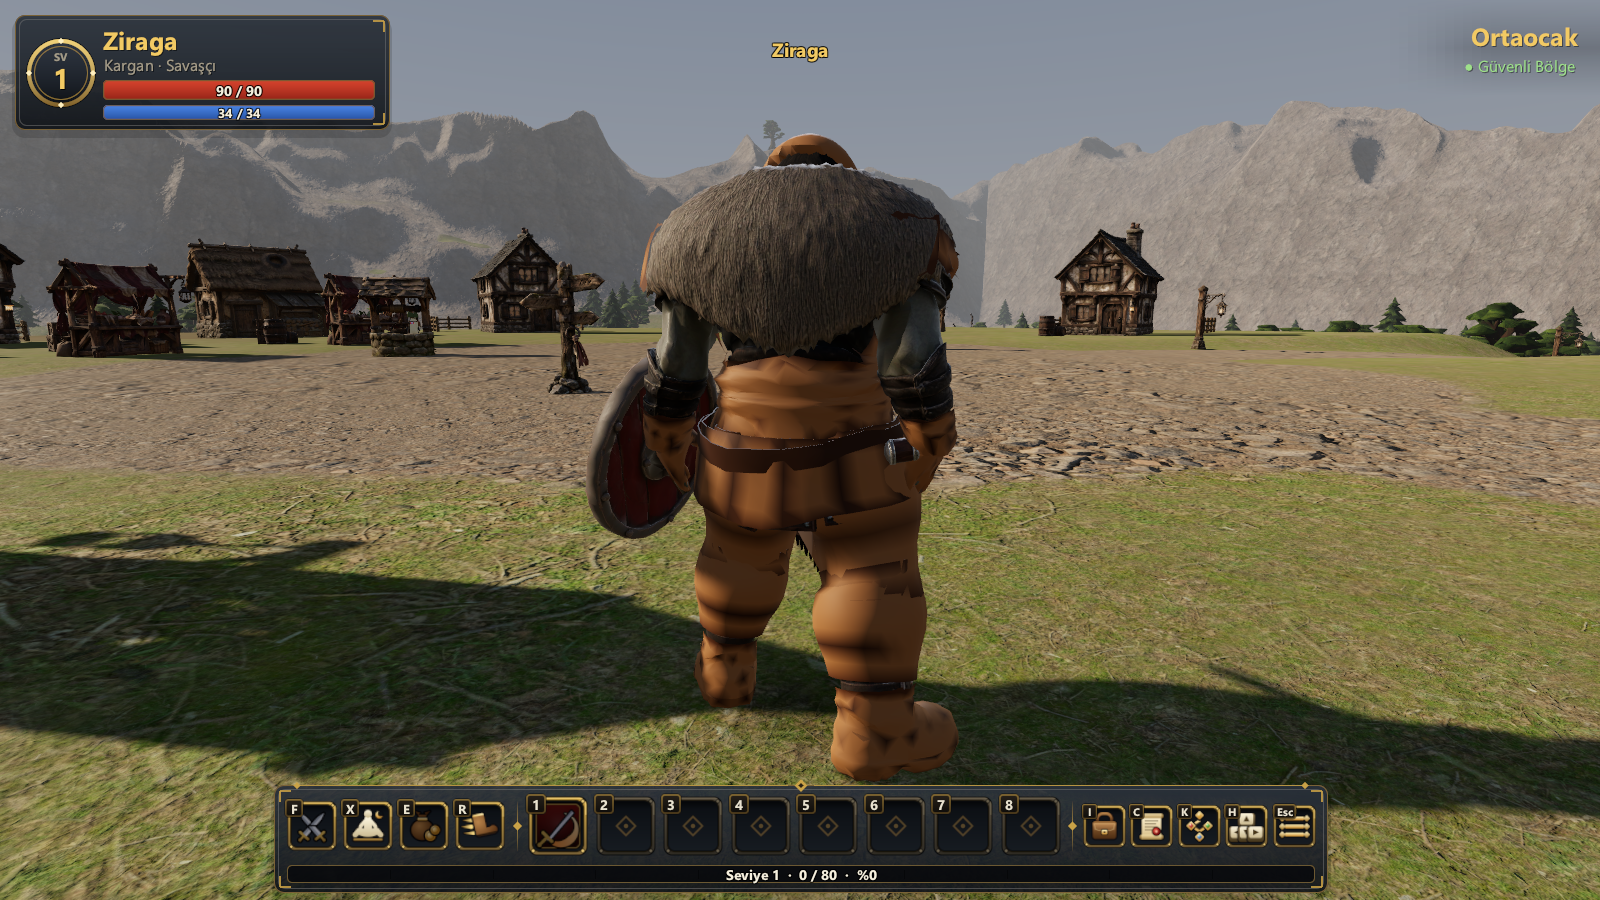 Ziraga
SV
1
Kargan · Savaşçı
90 / 90
34 / 34
Ziraga
Ortaocak
Güvenli Bölge
F
X
E
R
1
2
3
4
5
6
7
8
I
C
K
H
Esc
Seviye 1 · 0 / 80 · %0